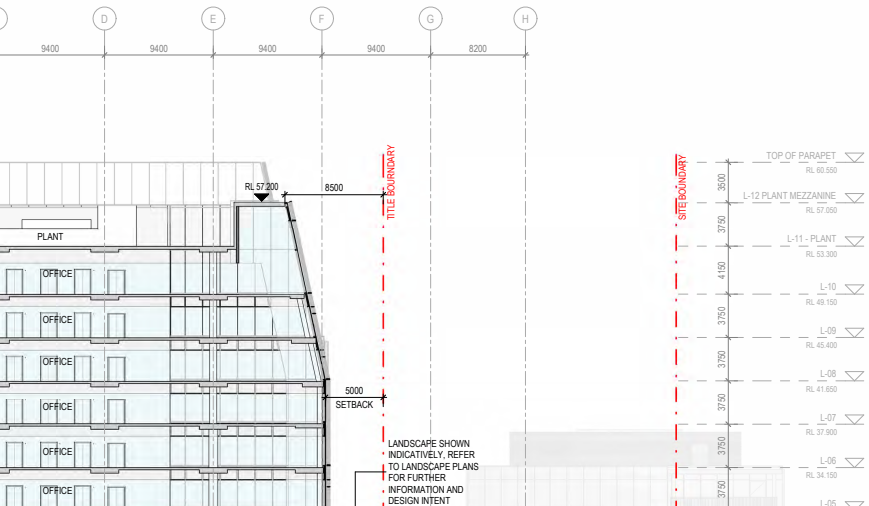 D
E
F
G
H
9400
9400
9400
9400
8200
TOP OF PARAPET
RL 60.550
3500
L-12 PLANT MEZZANINE
RL 57.050
3750
L-11 - PLANT
RL 53.300
4150
L-10
RL 49.150
3750
L-09
RL 45.400
3750
L-08
RL 41.650
3750
L-07
RL 37.900
3750
L-06
RL 34.150
3750
L-05
TITLE BOURNDARY
SITE BOUNDARY
RL 57.200
8500
PLANT
OFFICE
OFFICE
OFFICE
OFFICE
OFFICE
OFFICE
5000
SETBACK
LANDSCAPE SHOWN
INDICATIVELY, REFER
TO LANDSCAPE PLANS
FOR FURTHER
INFORMATION AND
DESIGN INTENT